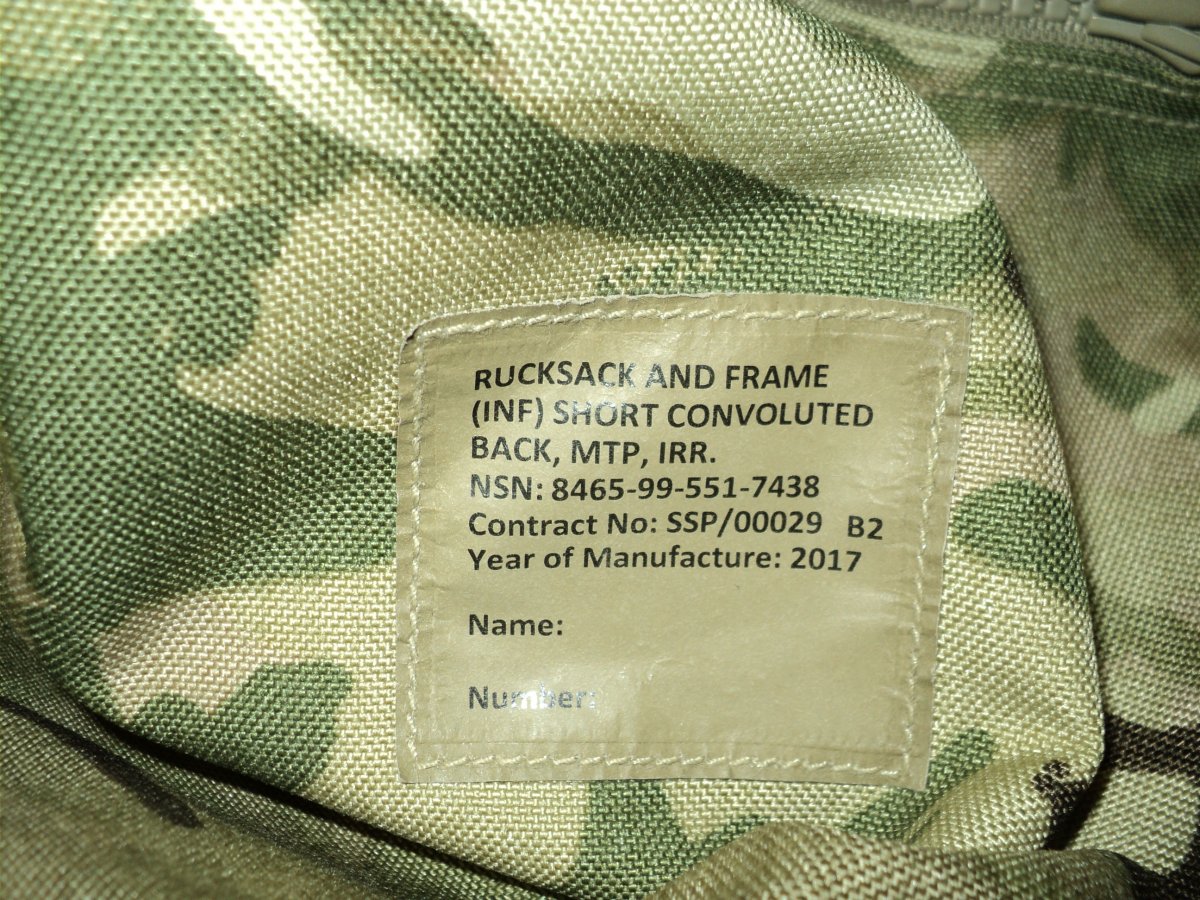 RUCKSACK AND FRAME
(INF) SHORT CONVOLUTED
BACK, MTP, IRR.
NSN: 8465-99-551-7438
Contract No: SSP/00029 B2
Year of Manufacture: 2017
Name:
Number: